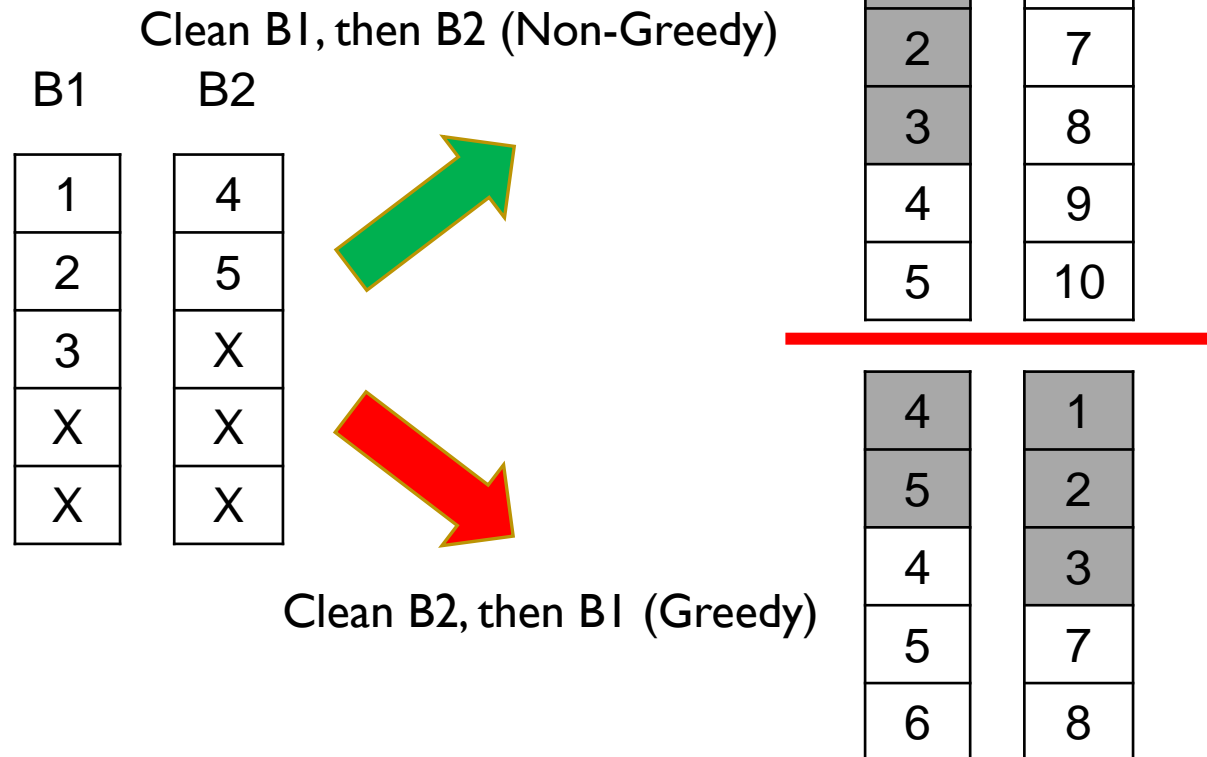 Clean B1, then B2 (Non-Greedy)
B1 B2
1 4
2 5
3 X
X X
X X
2 7
3 8
4 9
5 10
4 1
5 2
4 3
5 7
6 8
Clean B2, then B1 (Greedy)